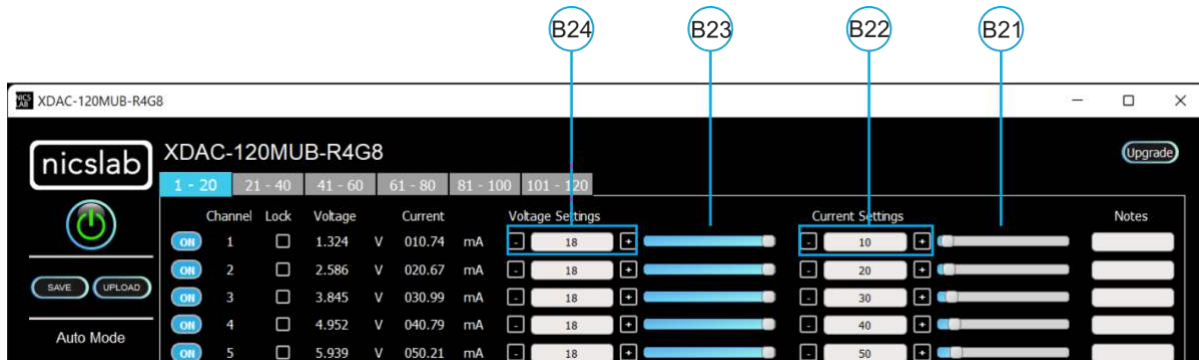 B24 B23 B22 B21
NICS LAB XDAC-120MUB-R4G8
nicslab XDAC-120MUB-R4G8 Upgrade
1 - 20 21 - 40 41 - 60 61 - 80 81 - 100 101 - 120
Channel Lock Voltage Current Voltage Settings Current Settings Notes
ON 1 1.324 V 010.74 mA - 18 + - 10 +
ON 2 2.586 V 020.67 mA - 18 + - 20 +
SAVE UPLOAD
ON 3 3.845 V 030.99 mA - 18 + - 30 +
ON 4 4.952 V 040.79 mA - 18 + - 40 +
Auto Mode
ON 5 5.939 V 050.21 mA - 18 + - 50 +